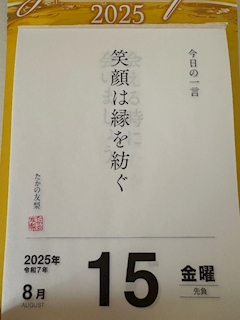 2025
今日の一言
笑顔は縁を紡ぐ
たかの友梨
2025年
令和7年
8月
AUGUST
15
金曜
先負